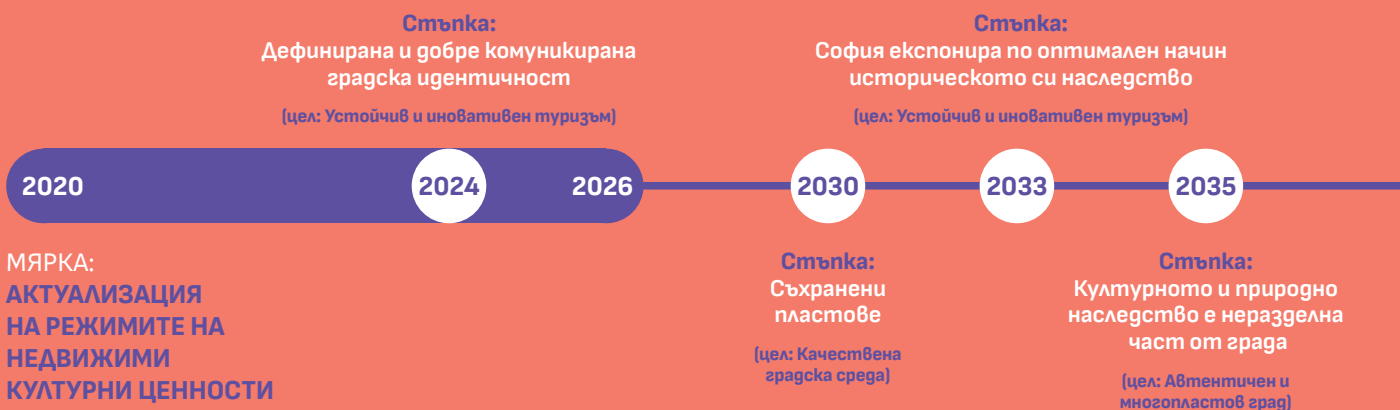 Стъпка:
Дефинирана и добре комуникирана
градска идентичност
(цел: Устойчив и иновативен туризъм)
Стъпка:
София експонира по оптимален начин
историческото си наследство
(цел: Устойчив и иновативен туризъм)
2020
2024
2026
2030
2033
2035
МЯРКА:
АКТУАЛИЗАЦИЯ
НА РЕЖИМИТЕ НА
НЕДВИЖИМИ
КУЛТУРНИ ЦЕННОСТИ
Стъпка:
Съхранени
пластове
(цел: Качествена
градска среда)
Стъпка:
Културното и природно
наследство е неразделна
част от града
(цел: Автентичен и
многопластов град)